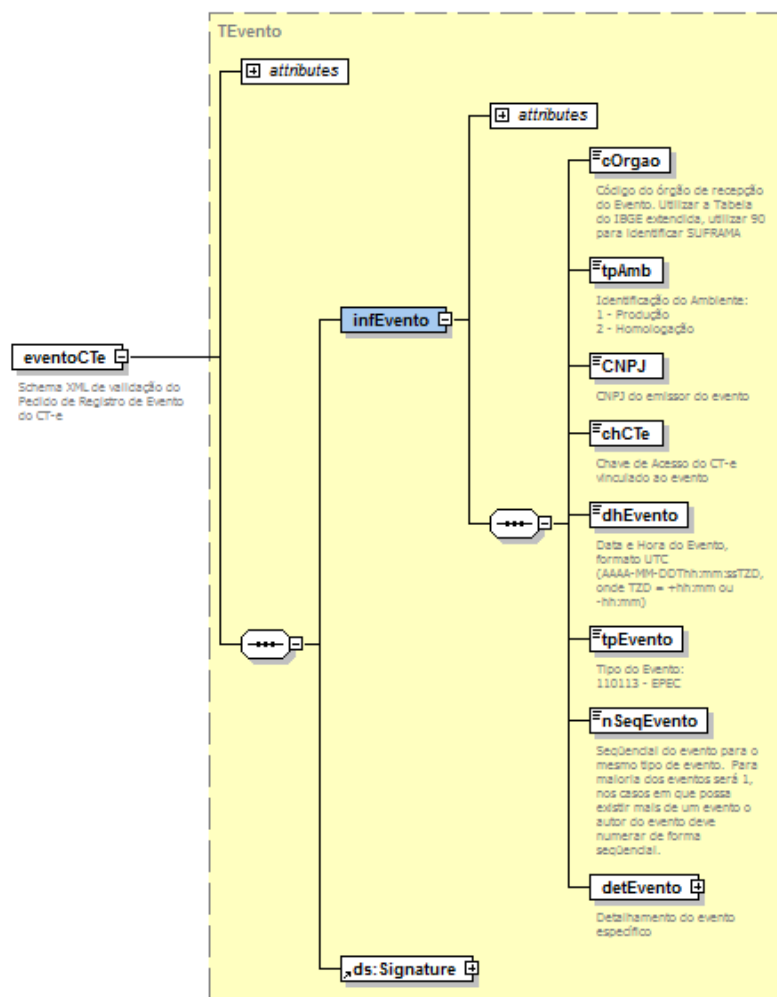 TEvento
attributes
attributes
cOrgao
Código do órgão de recepção
do Evento. Utilizar a Tabela
do IBGE extendida, utilizar 90
para identificar SUFRAMA
tpAmb
Identificação do Ambiente:
1 - Produção
2 - Homologação
infEvento
eventoCTe
Schema XML de validação do
Pedido de Registro de Evento
do CT-e
CNPJ
CNPJ do emissor do evento
chCTe
Chave de Acesso do CT-e
vinculado ao evento
dhEvento
Data e Hora do Evento,
formato UTC
(AAAA-MM-DDThh:mm:ssTZD,
onde TZD = +hh:mm ou
-hh:mm)
tpEvento
Tipo do Evento:
110113 - EPEC
nSeqEvento
Seqüencial do evento para o
mesmo tipo de evento. Para
maioria dos eventos será 1,
nos casos em que possa
existir mais de um evento o
autor do evento deve
numerar de forma
seqüencial.
detEvento
Detalhamento do evento
específico
ds:Signature